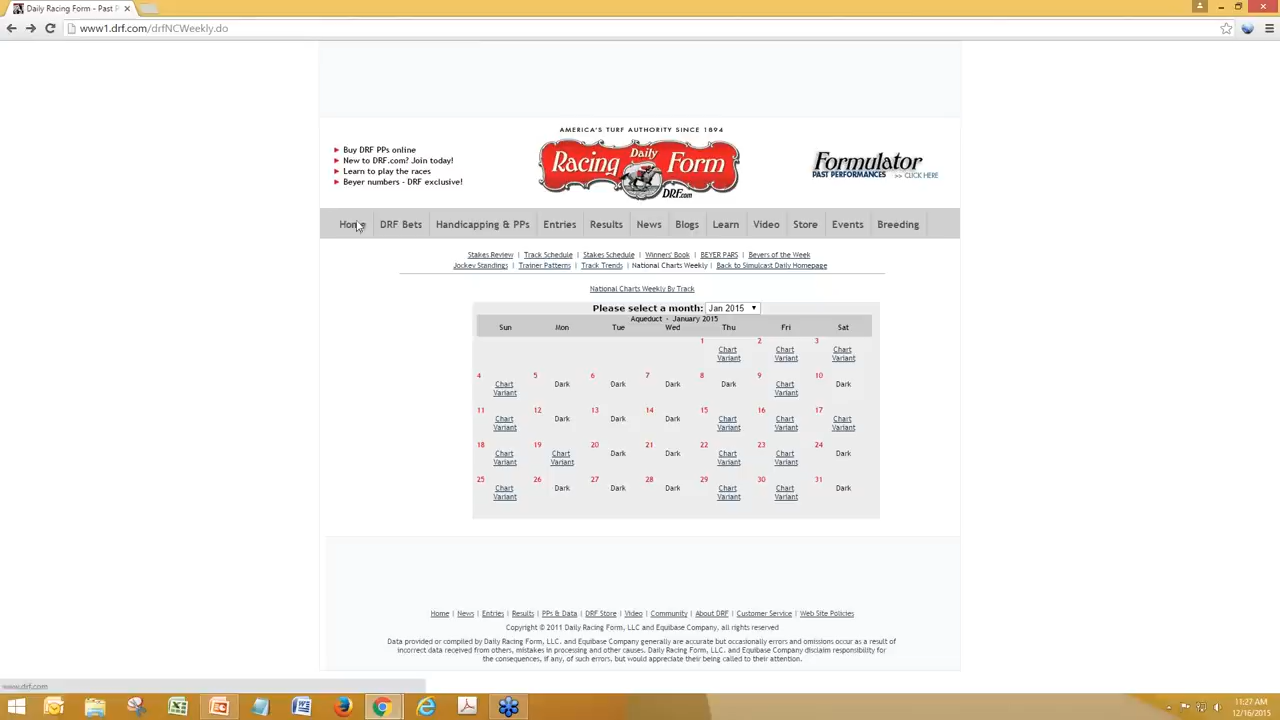 Daily Racing Form - Past P
www1.drf.com/drfNCWeekly.do
AMERICA'S TURF AUTHORITY SINCE 1894
Buy DRF PPs online
New to DRF.com? Join today!
Learn to play the races
Beyer numbers - DRF exclusive!
Daily Racing Form
DRF.com
Formulator
PAST PERFORMANCES >> CLICK HERE
Home DRF Bets Handicapping & PPs Entries Results News Blogs Learn Video Store Events Breeding
Stakes Review | Track Schedule | Stakes Schedule | Winners' Book | BEYER PARS | Beyers of the Week
Jockey Standings | Trainer Patterns | Track Trends | National Charts Weekly | Back to Simulcast Daily Homepage
National Charts Weekly By Track
Please select a month: Jan 2015
Aqueduct - January 2015
Sun Mon Tue Wed Thu Fri Sat
1 Chart 2 Chart 3 Chart
Variant Variant Variant
4 Chart 5 Dark 6 Dark 7 Dark 8 Dark 9 Chart 10 Dark
Variant Variant
11 Chart 12 Dark 13 Dark 14 Dark 15 Chart 16 Chart 17 Chart
Variant Variant Variant Variant
18 Chart 19 Chart 20 Dark 21 Dark 22 Chart 23 Chart 24 Dark
Variant Variant Variant Variant
25 Chart 26 Dark 27 Dark 28 Dark 29 Chart 30 Chart 31 Dark
Variant Variant Variant
Home | News | Entries | Results | PPs & Data | DRF Store | Video | Community | About DRF | Customer Service | Web Site Policies
Copyright © 2011 Daily Racing Form, LLC and Equibase Company, all rights reserved
Data provided or compiled by Daily Racing Form, LLC. and Equibase Company generally are accurate but occasionally errors and omissions occur as a result of
incorrect data received from others, mistakes in processing and other causes. Daily Racing Form, LLC. and Equibase Company disclaim responsibility for
the consequences, if any, of such errors, but would appreciate their being called to their attention.
www.drf.com
11:27 AM
12/16/2015